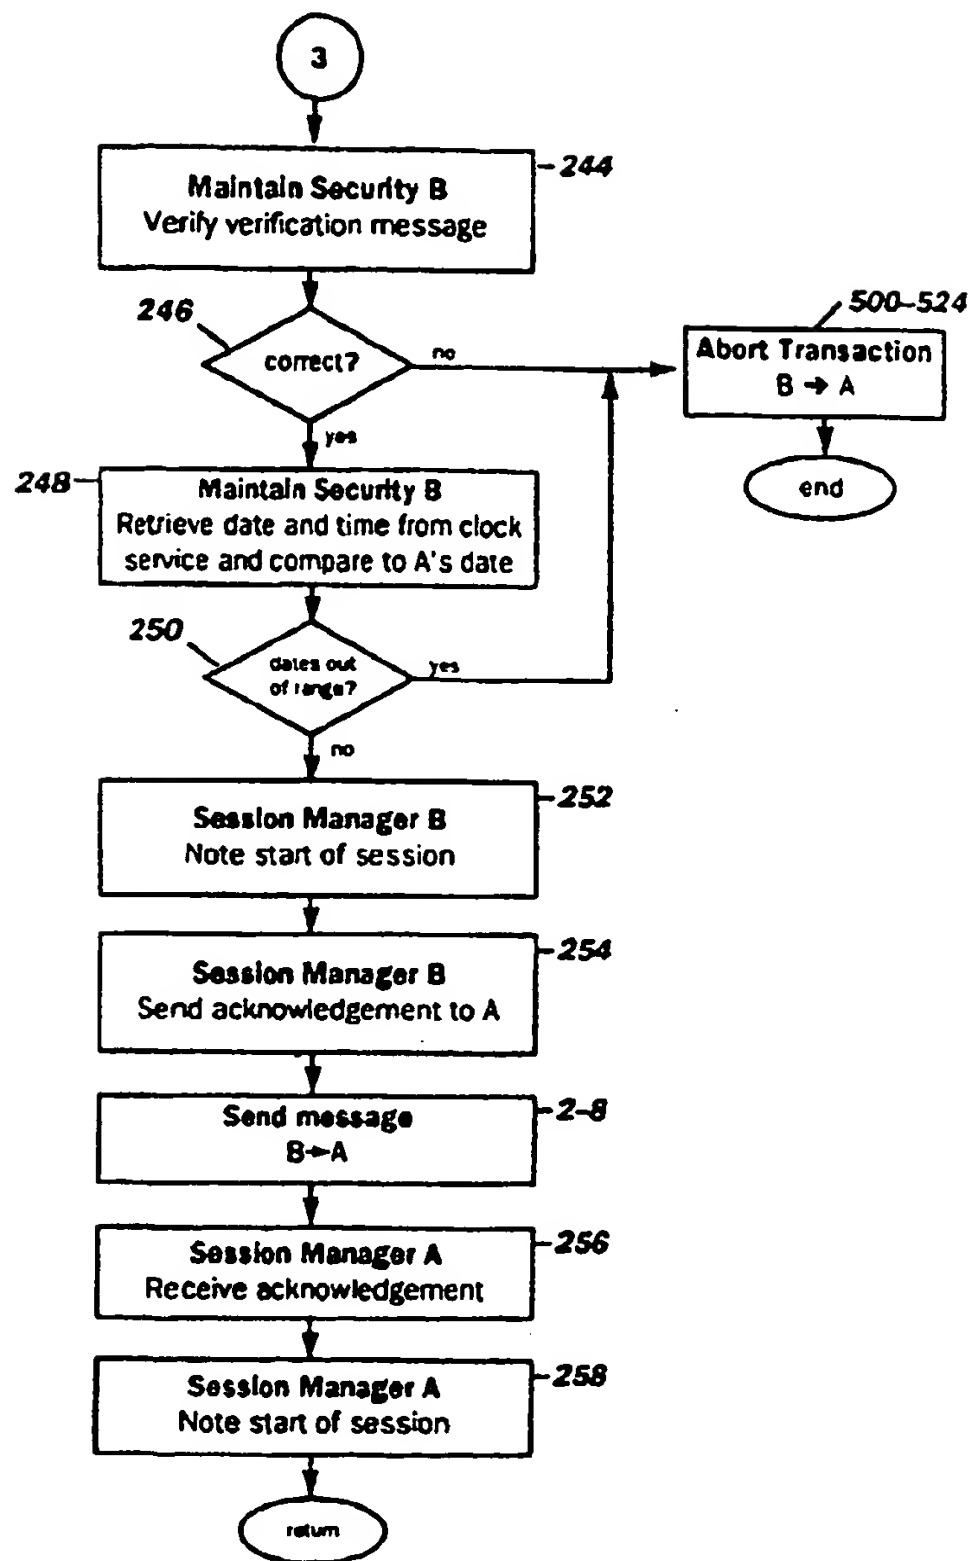 3
Maintain Security B
Verify verification message
244
246
correct?
no
500-524
Abort Transaction
B → A
end
yes
248
Maintain Security B
Retrieve date and time from clock
service and compare to A's date
250
dates out
of range?
yes
no
Session Manager B
Note start of session
252
Session Manager B
Send acknowledgement to A
254
Send message
B→A
2-8
Session Manager A
Receive acknowledgement
256
Session Manager A
Note start of session
258
return